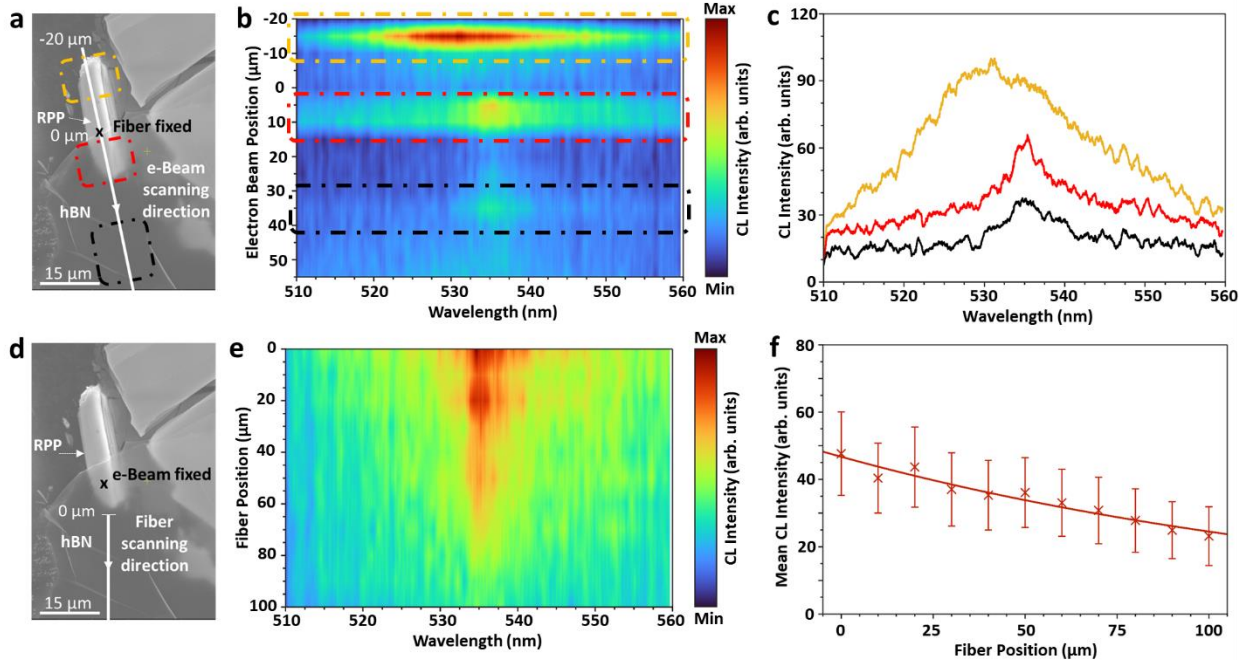 a
-20 µm
RPP
0 µm
Fiber fixed
e-Beam
scanning
direction
hBN
15 µm
b
Electron Beam Position (µm)
-20
-10
0
10
20
30
40
50
510 520 530 540 550 560
Wavelength (nm)
Max
CL Intensity (arb. units)
Min
c
CL Intensity (arb. units)
120
90
60
30
0
510 520 530 540 550 560
Wavelength (nm)
d
RPP
e-Beam fixed
0 µm
hBN
Fiber
scanning
direction
15 µm
e
Fiber Position (µm)
0
20
40
60
80
100
510 520 530 540 550 560
Wavelength (nm)
Max
CL Intensity (arb. units)
Min
f
Mean CL Intensity (arb. units)
80
60
40
20
0
0 25 50 75 100
Fiber Position (µm)